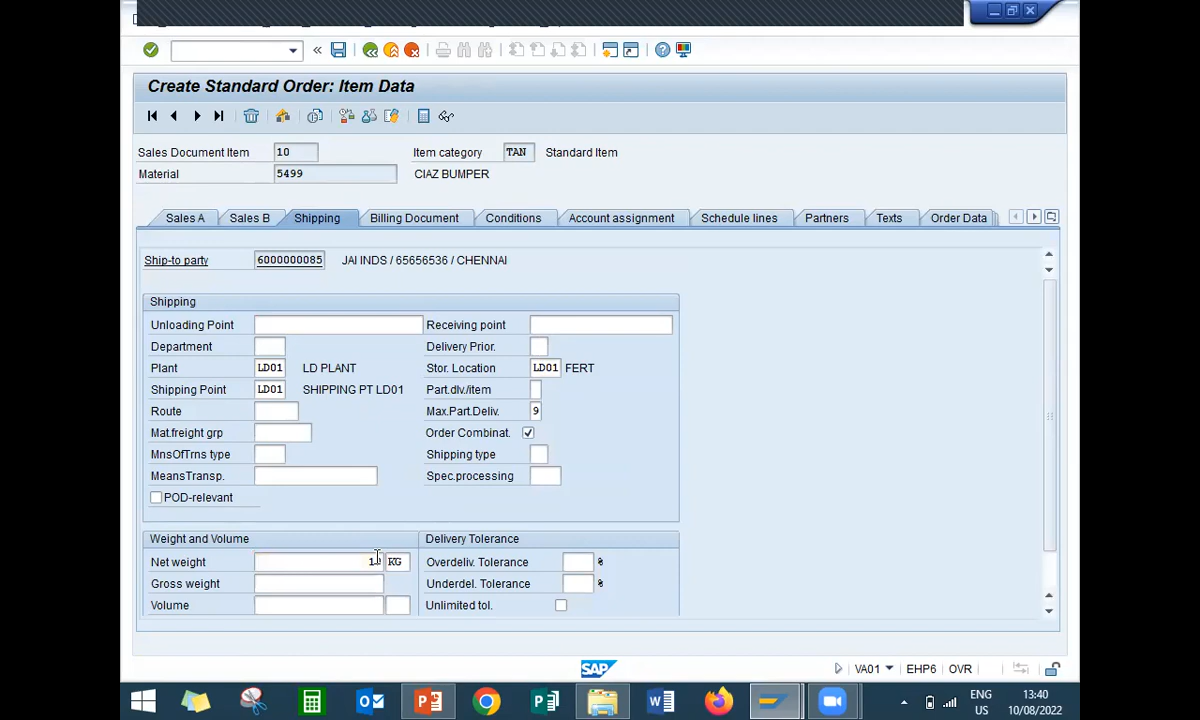 Create Standard Order: Item Data
Sales Document Item 10 Item category TAN Standard Item
Material 5499 CIAZ BUMPER
Sales A Sales B Shipping Billing Document Conditions Account assignment Schedule lines Partners Texts Order Data
Ship-to party 6000000085 JAI INDS / 65656536 / CHENNAI
Shipping
Unloading Point Receiving point
Department Delivery Prior.
Plant LD01 LD PLANT Stor. Location LD01 FERT
Shipping Point LD01 SHIPPING PT LD01 Part.dlv./item
Route Max.Part.Deliv. 9
Mat.freight grp Order Combinat.
MnsOfTrns type Shipping type
MeansTransp. Spec.processing
POD-relevant
Weight and Volume Delivery Tolerance
Net weight KG Overdeliv. Tolerance %
Gross weight Underdel. Tolerance %
Volume Unlimited tol.
SAP VA01 EHP6 OVR
ENG 13:40
US 10/08/2022